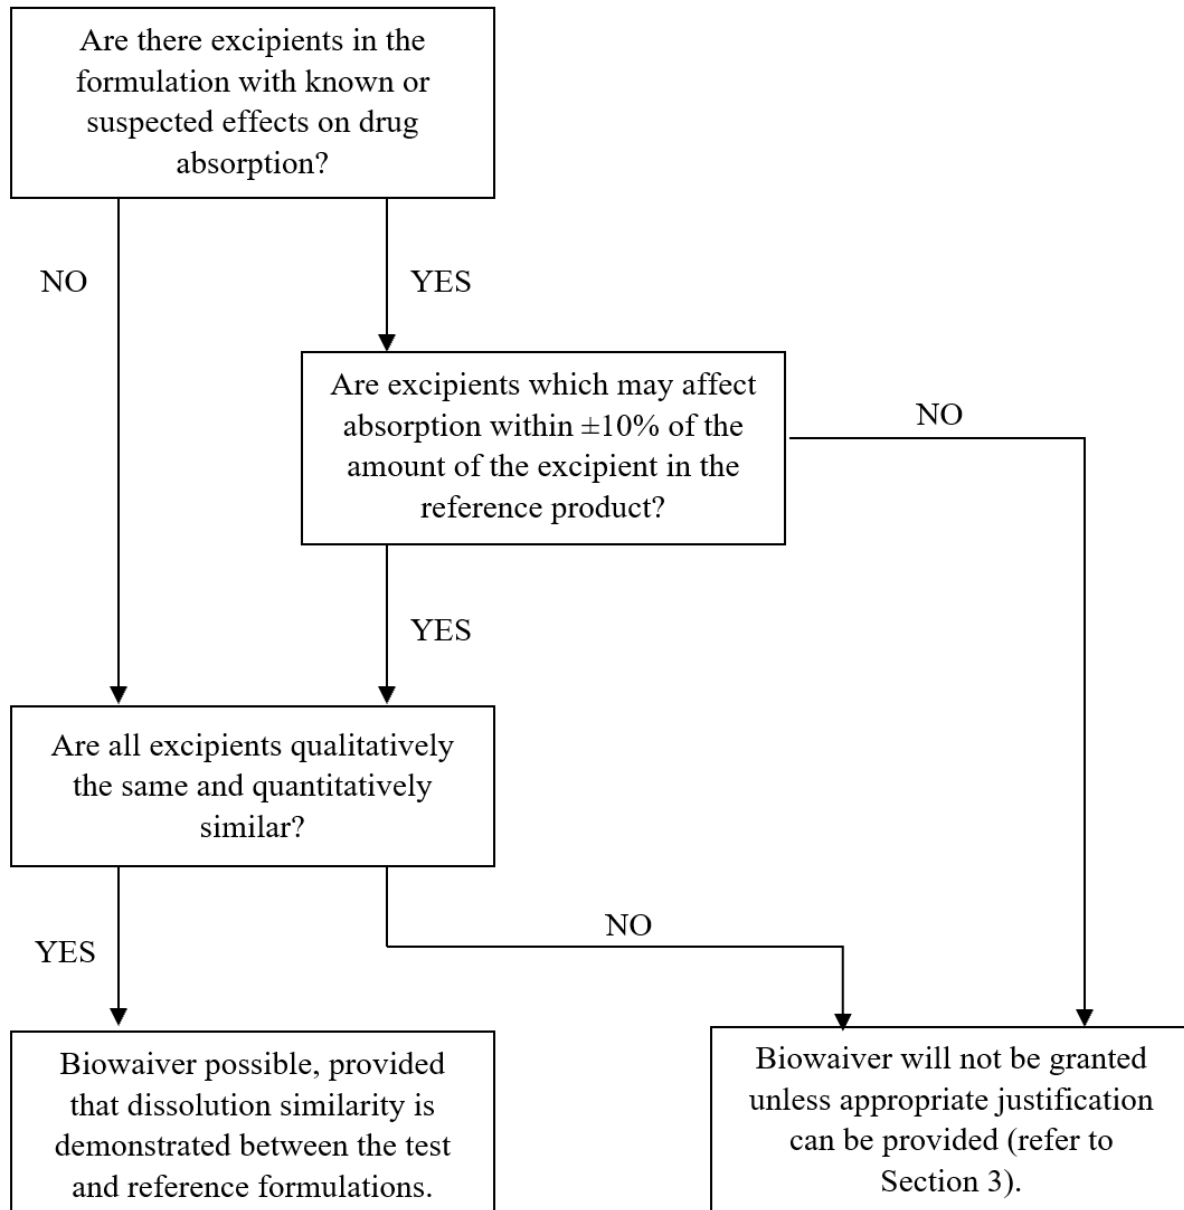 Are there excipients in the
formulation with known or
suspected effects on drug
absorption?
NO
YES
Are excipients which may affect
absorption within ±10% of the
amount of the excipient in the
reference product?
NO
YES
Are all excipients qualitatively
the same and quantitatively
similar?
YES
NO
Biowaiver possible, provided
that dissolution similarity is
demonstrated between the test
and reference formulations.
Biowaiver will not be granted
unless appropriate justification
can be provided (refer to
Section 3).